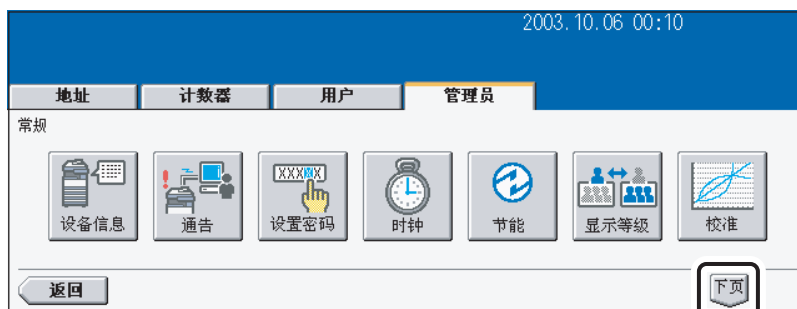 2003.10.06 00:10
地址 计数器 用户 管理员
常规
XXXXX
设备信息 通告 设置密码 时钟 节能 显示等级 校准
返回 下页